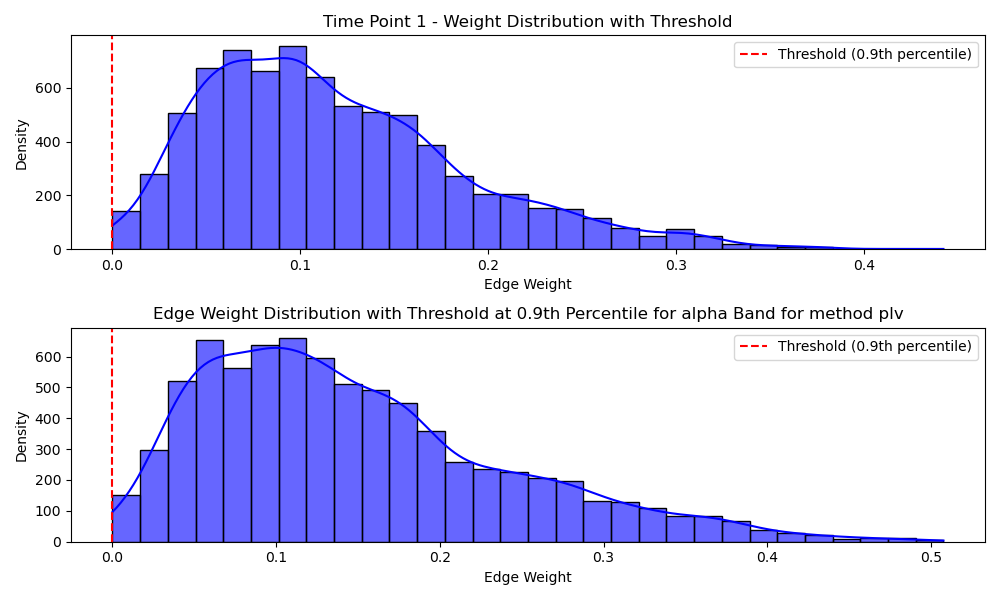 Time Point 1 - Weight Distribution with Threshold
Threshold (0.9th percentile)
Density
600
400
200
0
0.0 0.1 0.2 0.3 0.4
Edge Weight
Edge Weight Distribution with Threshold at 0.9th Percentile for alpha Band for method plv
Threshold (0.9th percentile)
Density
600
500
400
300
200
100
0
0.0 0.1 0.2 0.3 0.4 0.5
Edge Weight